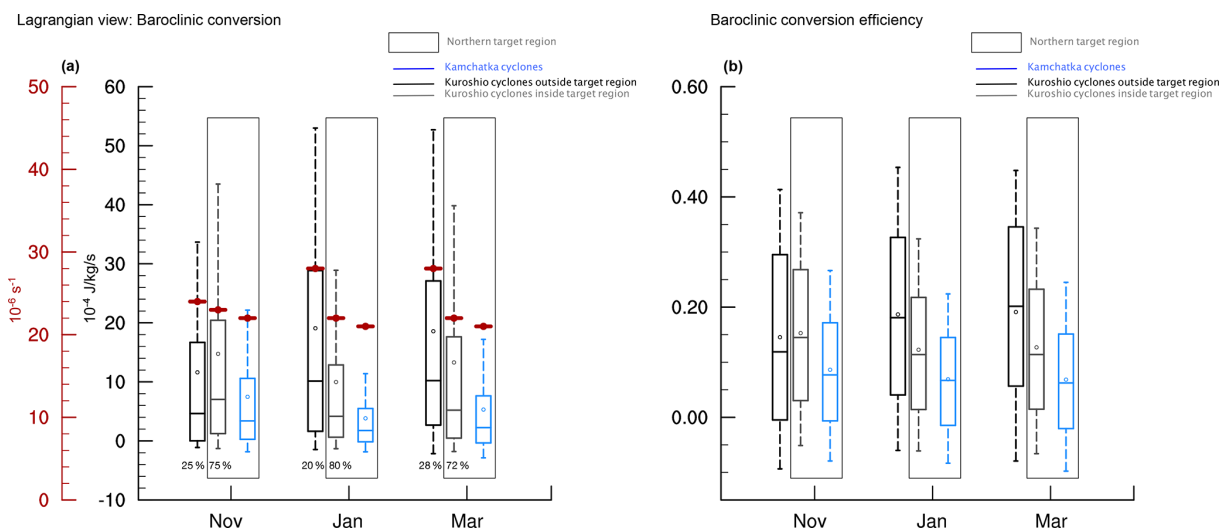 Lagrangian view: Baroclinic conversion
Northern target region
Kamchatka cyclones
Kuroshio cyclones outside target region
Kuroshio cyclones inside target region
(a)
50
40
30
20
10
0
10⁻⁶ s⁻¹
60
50
40
30
20
10
0
-10
10⁻⁴ J/kg/s
25 % 75 %
20 % 80 %
28 % 72 %
Nov Jan Mar
Baroclinic conversion efficiency
Northern target region
Kamchatka cyclones
Kuroshio cyclones outside target region
Kuroshio cyclones inside target region
(b)
0.60
0.40
0.20
0.00
Nov Jan Mar